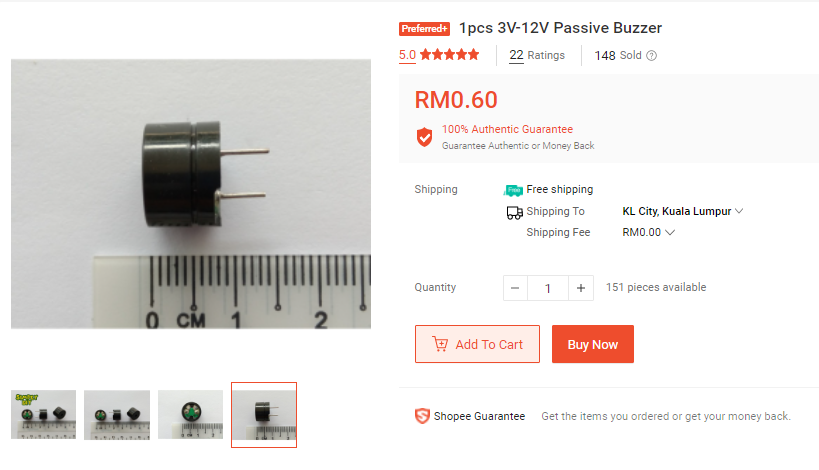 Preferred+ 1pcs 3V-12V Passive Buzzer
5.0 22 Ratings 148 Sold ?
RM0.60
100% Authentic Guarantee
Guarantee Authentic or Money Back
Shipping Free Free shipping
Shipping To KL City, Kuala Lumpur
Shipping Fee RM0.00
Quantity − 1 + 151 pieces available
0 CM 1 2
Add To Cart Buy Now
Shopee Guarantee Get the items you ordered or get your money back.